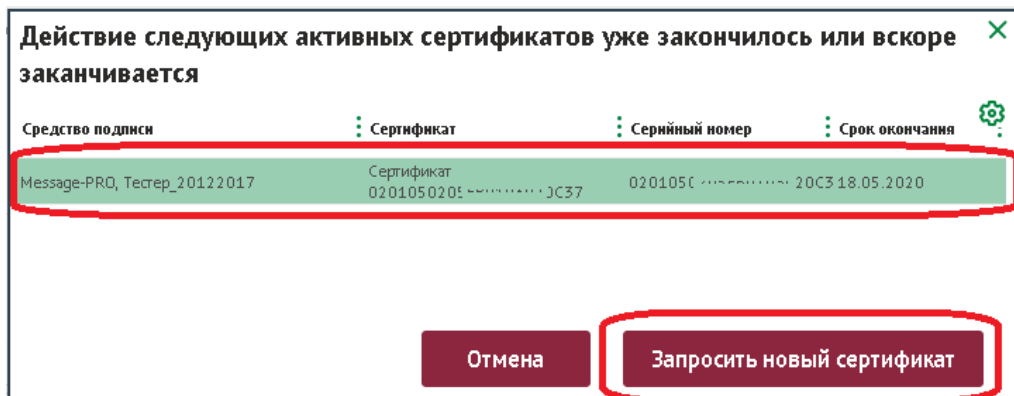 Действие следующих активных сертификатов уже закончилось или вскоре
заканчивается
Средство подписи Сертификат Серийный номер Срок окончания
Message-PRO, Тестер_20122017 Сертификат 18.05.2020
Отмена Запросить новый сертификат